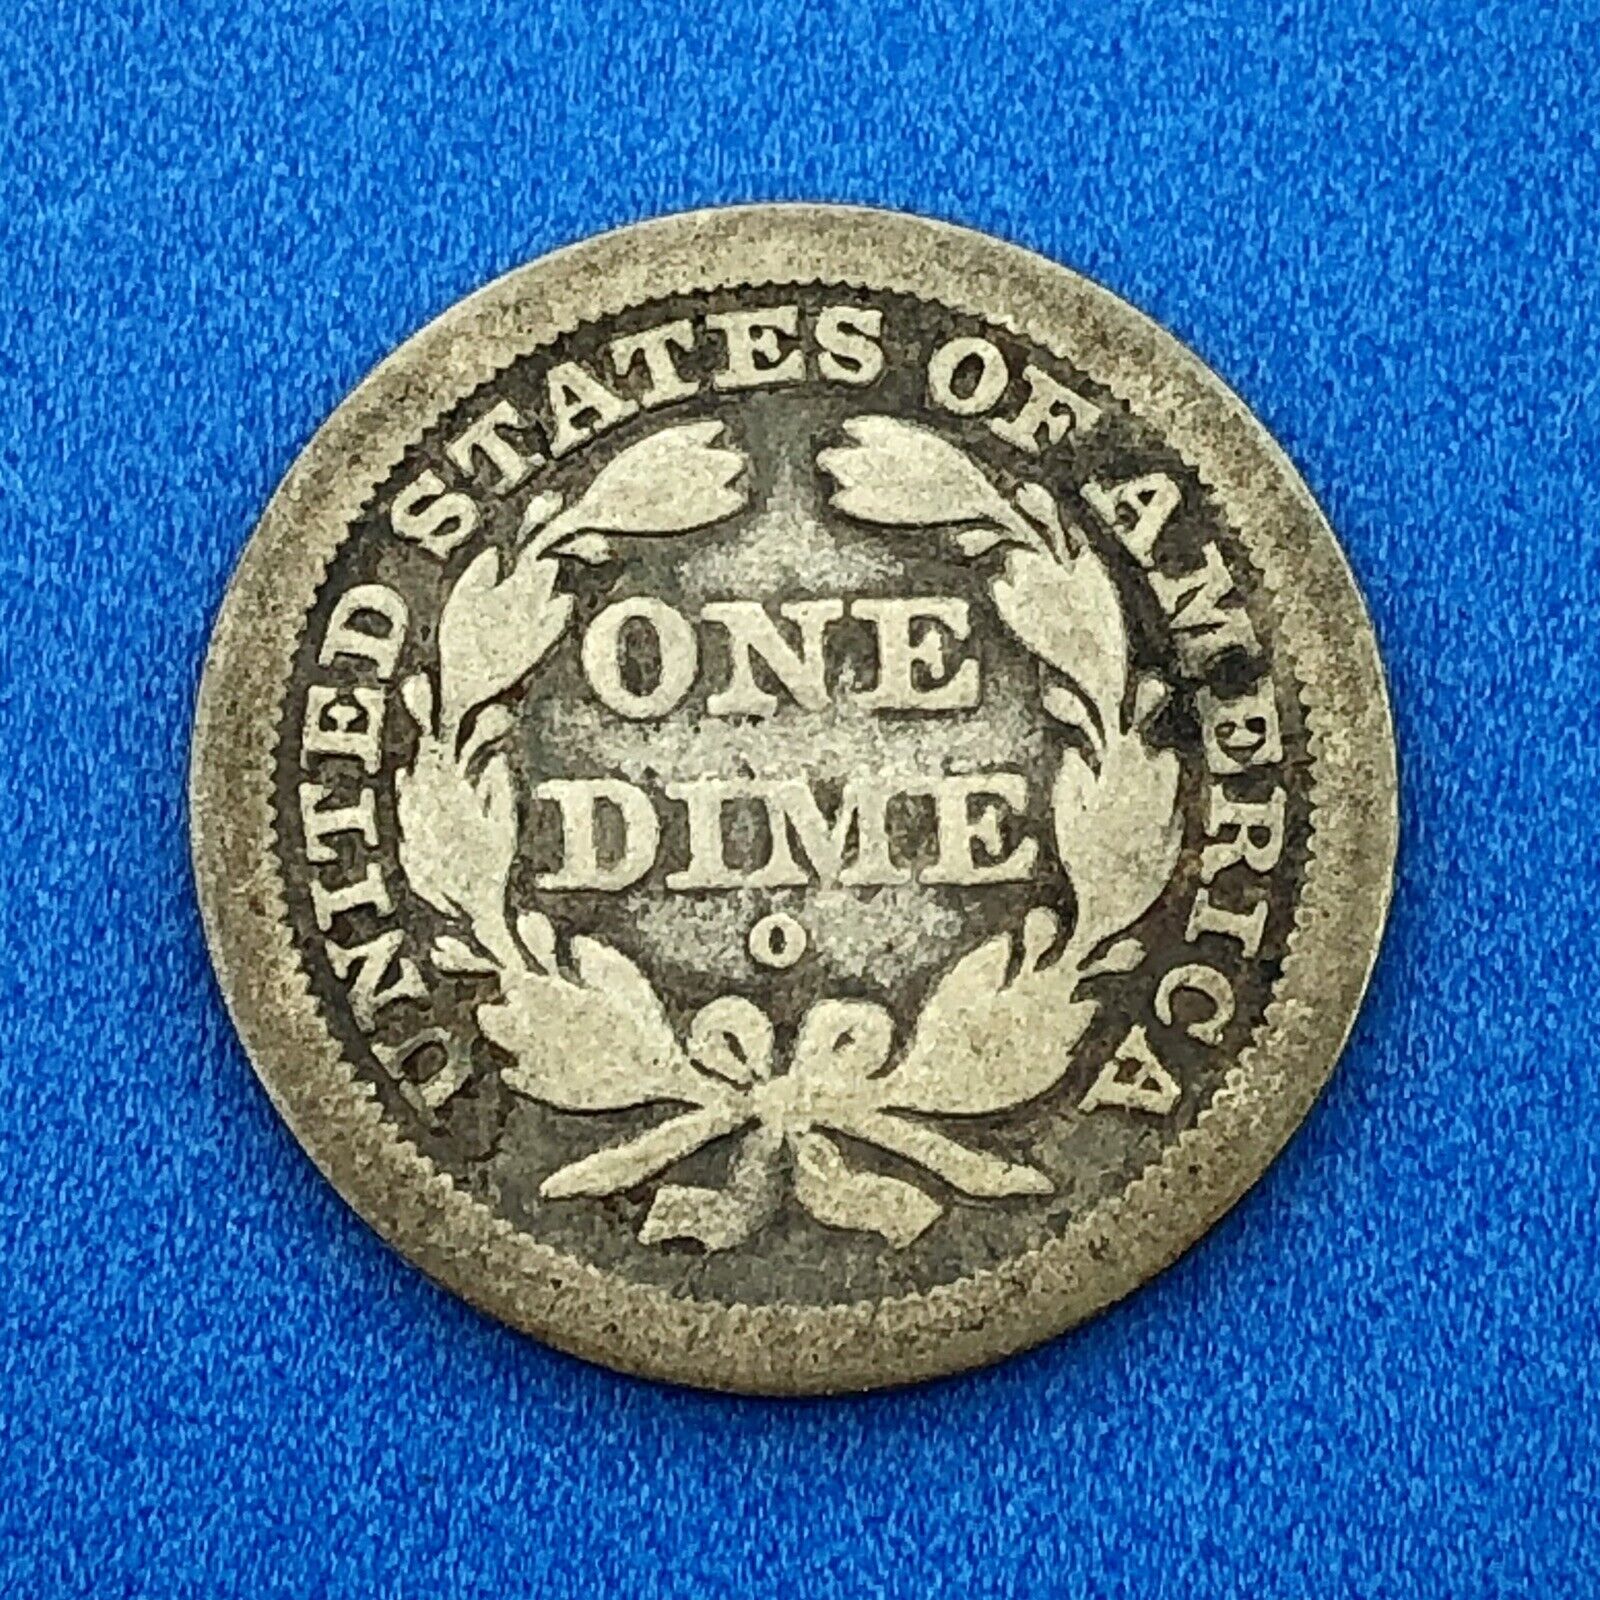 UNITED STATES OF AMERICA
ONE
DIME
O